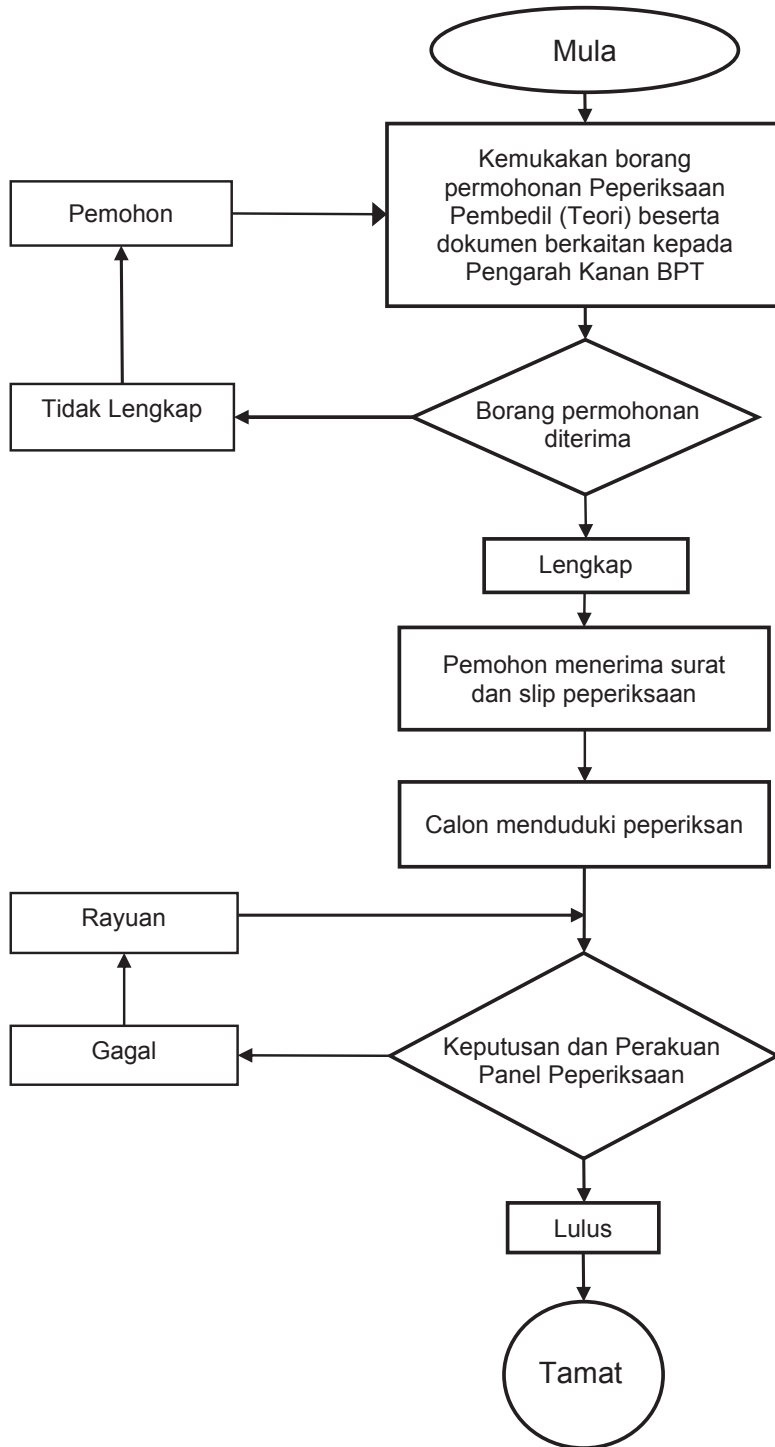 Mula
Kemukakan borang
permohonan Peperiksaan
Pembedil (Teori) beserta
dokumen berkaitan kepada
Pengarah Kanan BPT
Pemohon
Tidak Lengkap
Borang permohonan
diterima
Lengkap
Pemohon menerima surat
dan slip peperiksaan
Calon menduduki peperiksan
Rayuan
Gagal
Keputusan dan Perakuan
Panel Peperiksaan
Lulus
Tamat